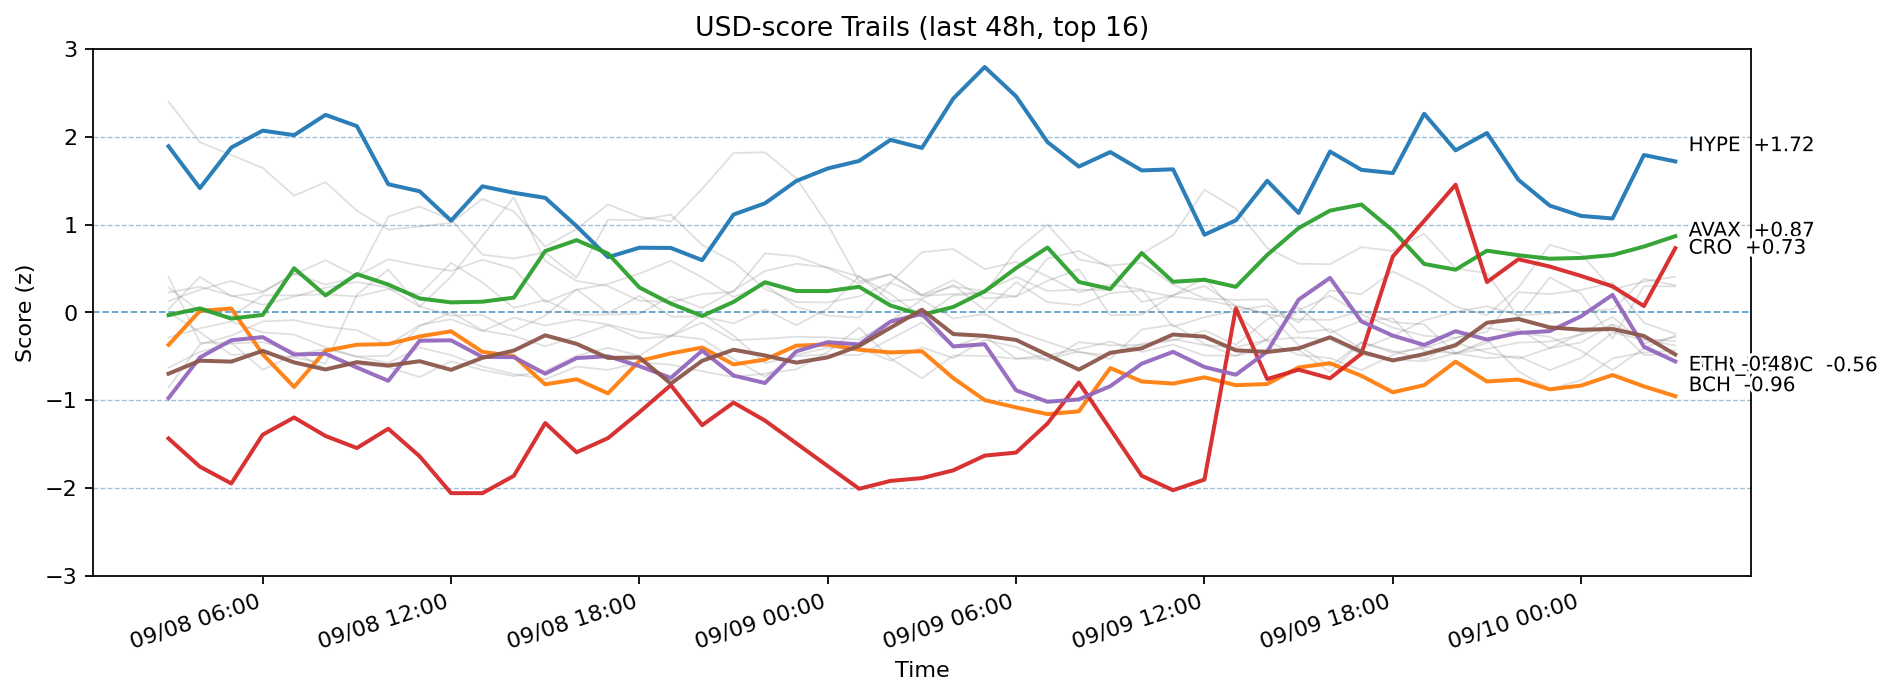 USD-score Trails (last 48h, top 16)
3
2
1
0
−1
−2
−3
Score (z)
HYPE +1.72
AVAX +0.87
CRO +0.73
ETH -0.48
-0.56
BCH -0.96
09/08 06:00
09/08 12:00
09/08 18:00
09/09 00:00
09/09 06:00
09/09 12:00
09/09 18:00
09/10 00:00
Time